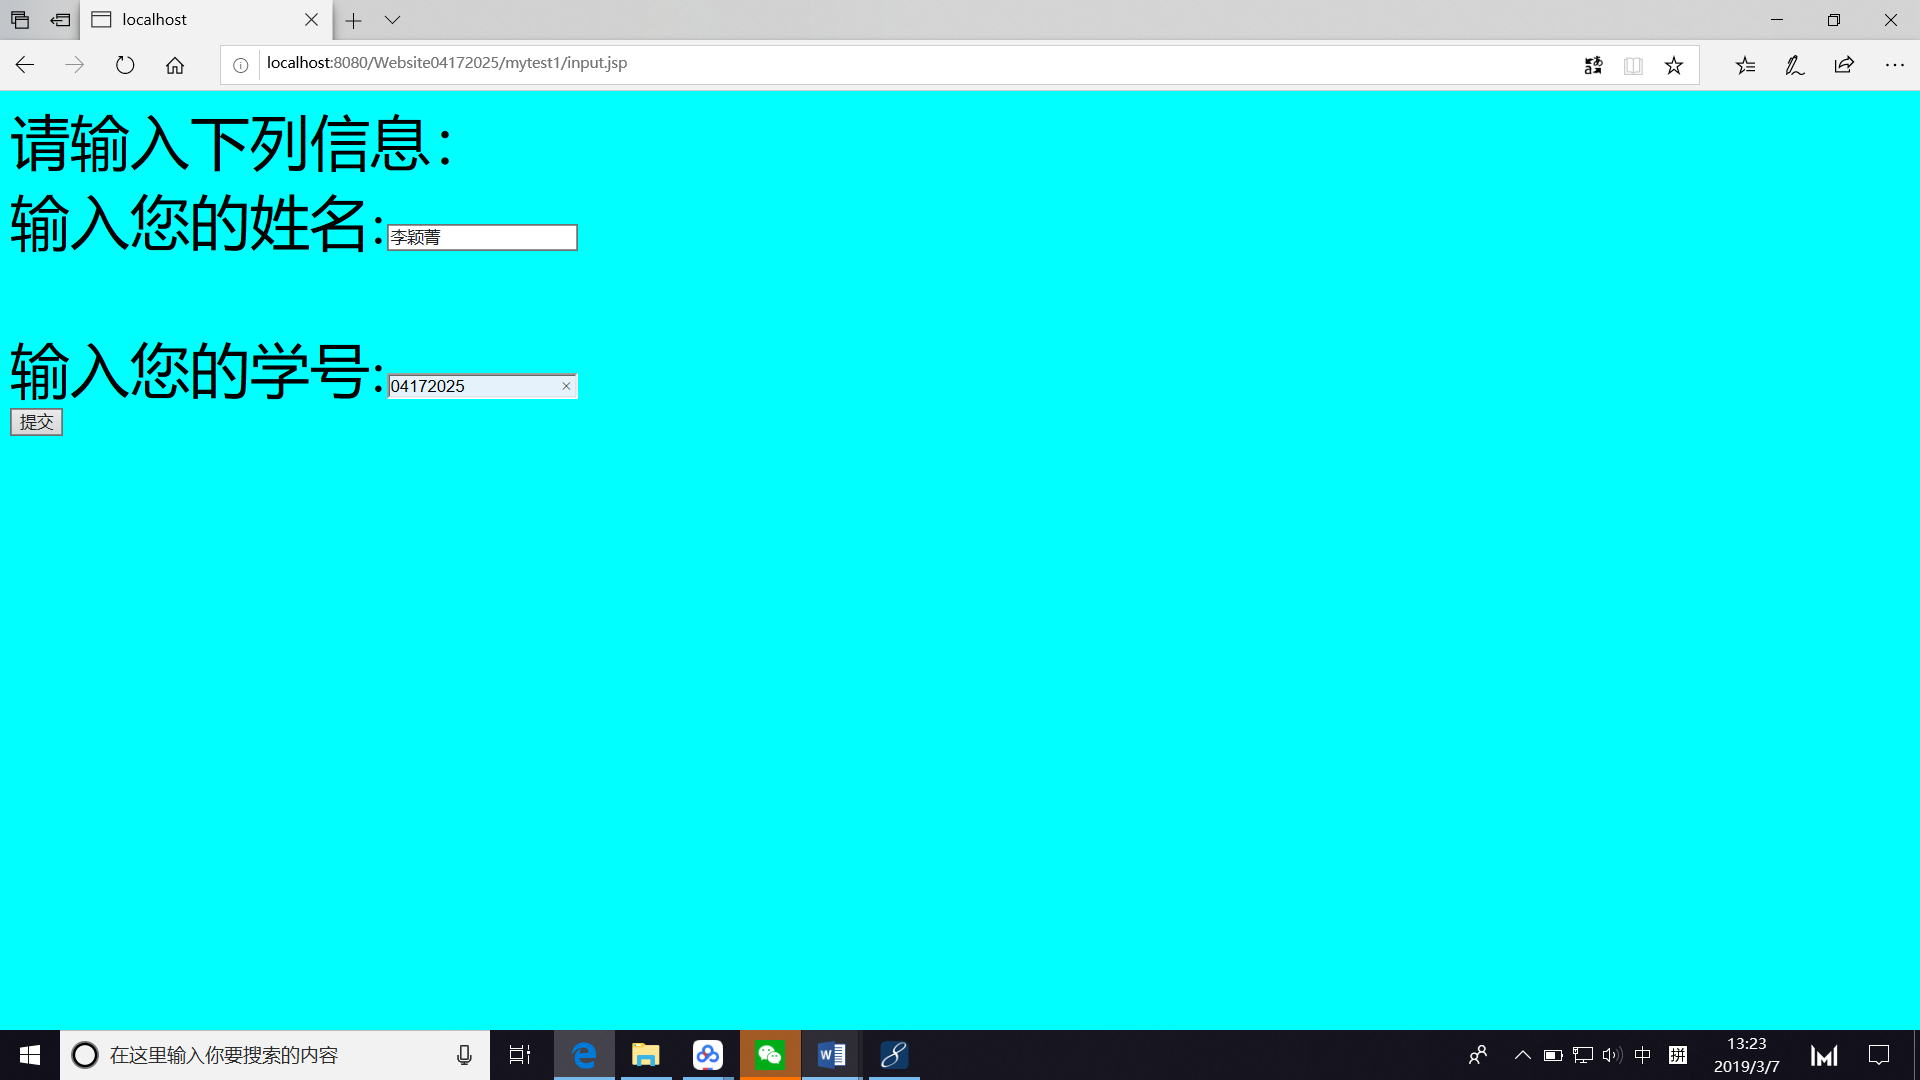 localhost
localhost:8080/Website04172025/mytest1/input.jsp
请输入下列信息：
输入您的姓名:李颖菁
输入您的学号:04172025
提交
在这里输入你要搜索的内容
中
拼
13:23
2019/3/7